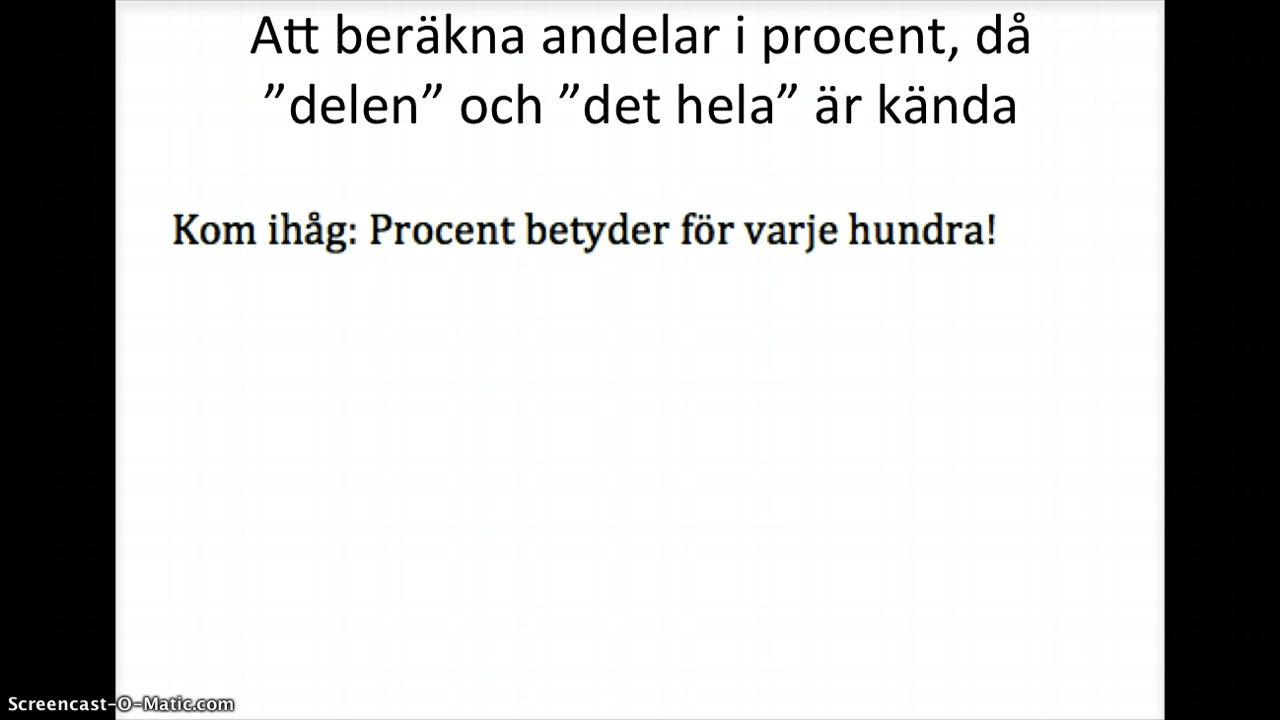 Att beräkna andelar i procent, då
”delen” och ”det hela” är kända
Kom ihåg: Procent betyder för varje hundra!
Screencast-O-Matic.com